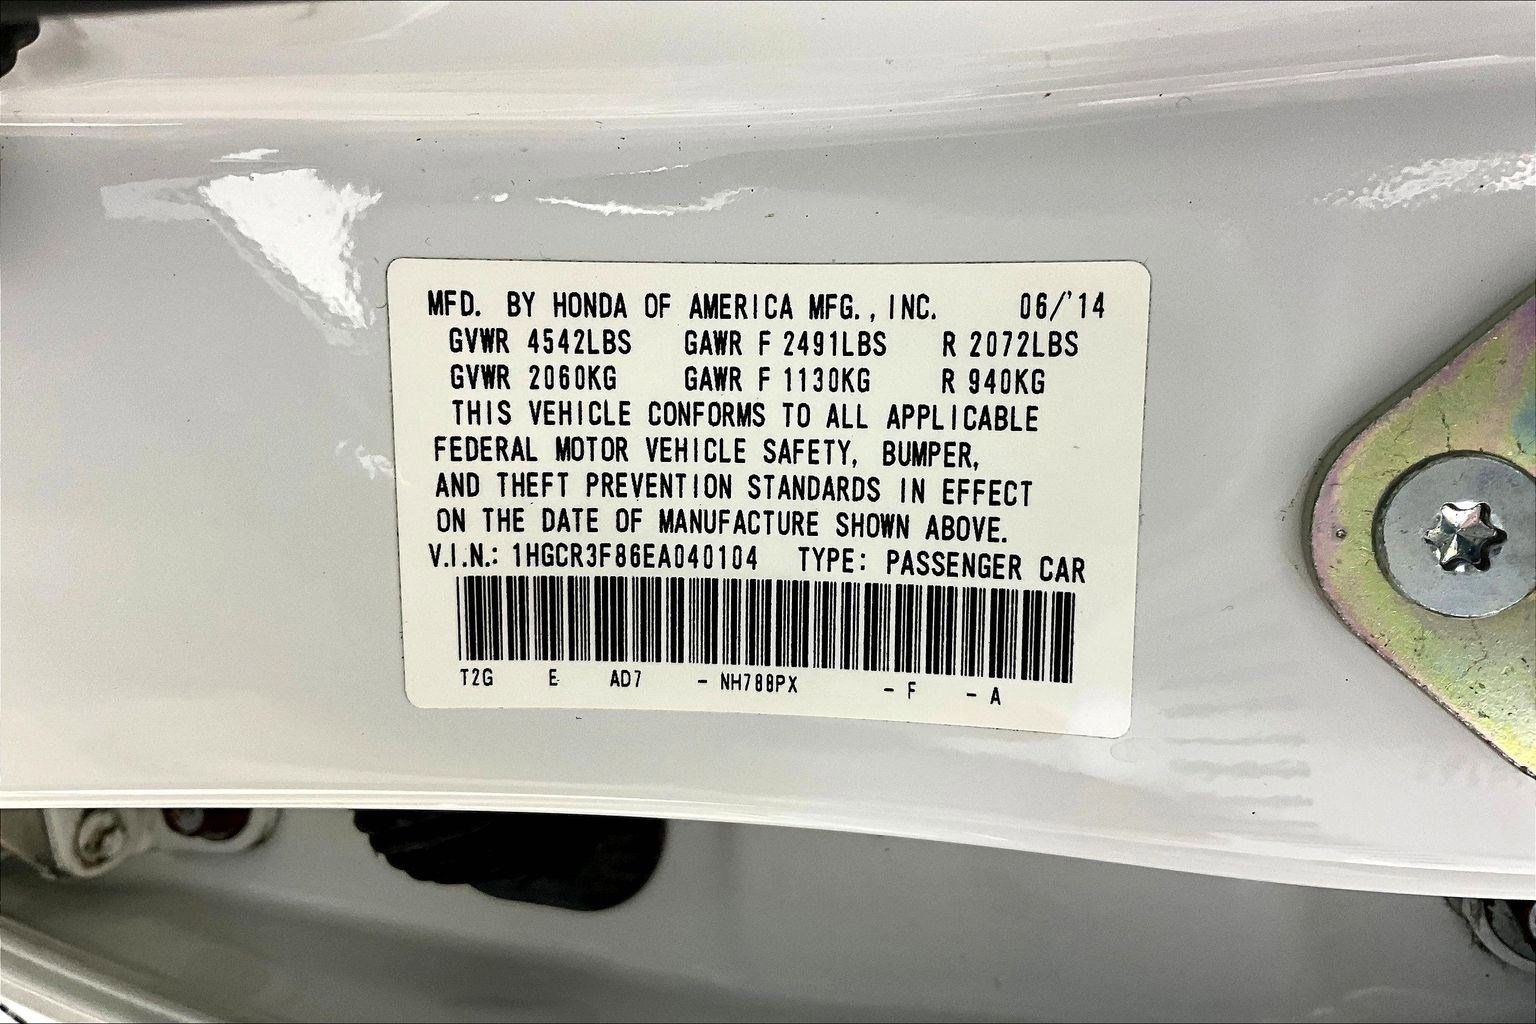 MFD. BY HONDA OF AMERICA MFG., INC. 06/'14
GVWR 4542LBS GAWR F 2491LBS R 2072LBS
GVWR 2060KG GAWR F 1130KG R 940KG
THIS VEHICLE CONFORMS TO ALL APPLICABLE
FEDERAL MOTOR VEHICLE SAFETY, BUMPER,
AND THEFT PREVENTION STANDARDS IN EFFECT
ON THE DATE OF MANUFACTURE SHOWN ABOVE.
V.I.N.: 1HGCR3F86EA040104 TYPE: PASSENGER CAR
T2G E AD7 - NH788PX - F - A